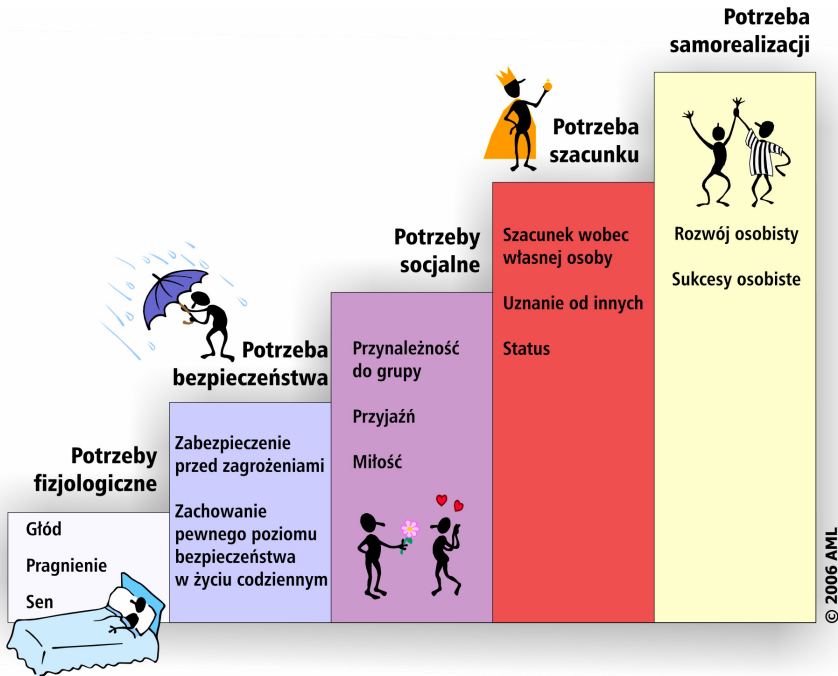 Potrzeby
fizjologiczne
Głód
Pragnienie
Sen
Potrzeba
bezpieczeństwa
Zabezpieczenie
przed zagrożeniami
Zachowanie
pewnego poziomu
bezpieczeństwa
w życiu codziennym
Potrzeby
socjalne
Przynależność
do grupy
Przyjaźń
Miłość
Potrzeba
szacunku
Szacunek wobec
własnej osoby
Uznanie od innych
Status
Potrzeba
samorealizacji
Rozwój osobisty
Sukcesy osobiste
© 2006 AML